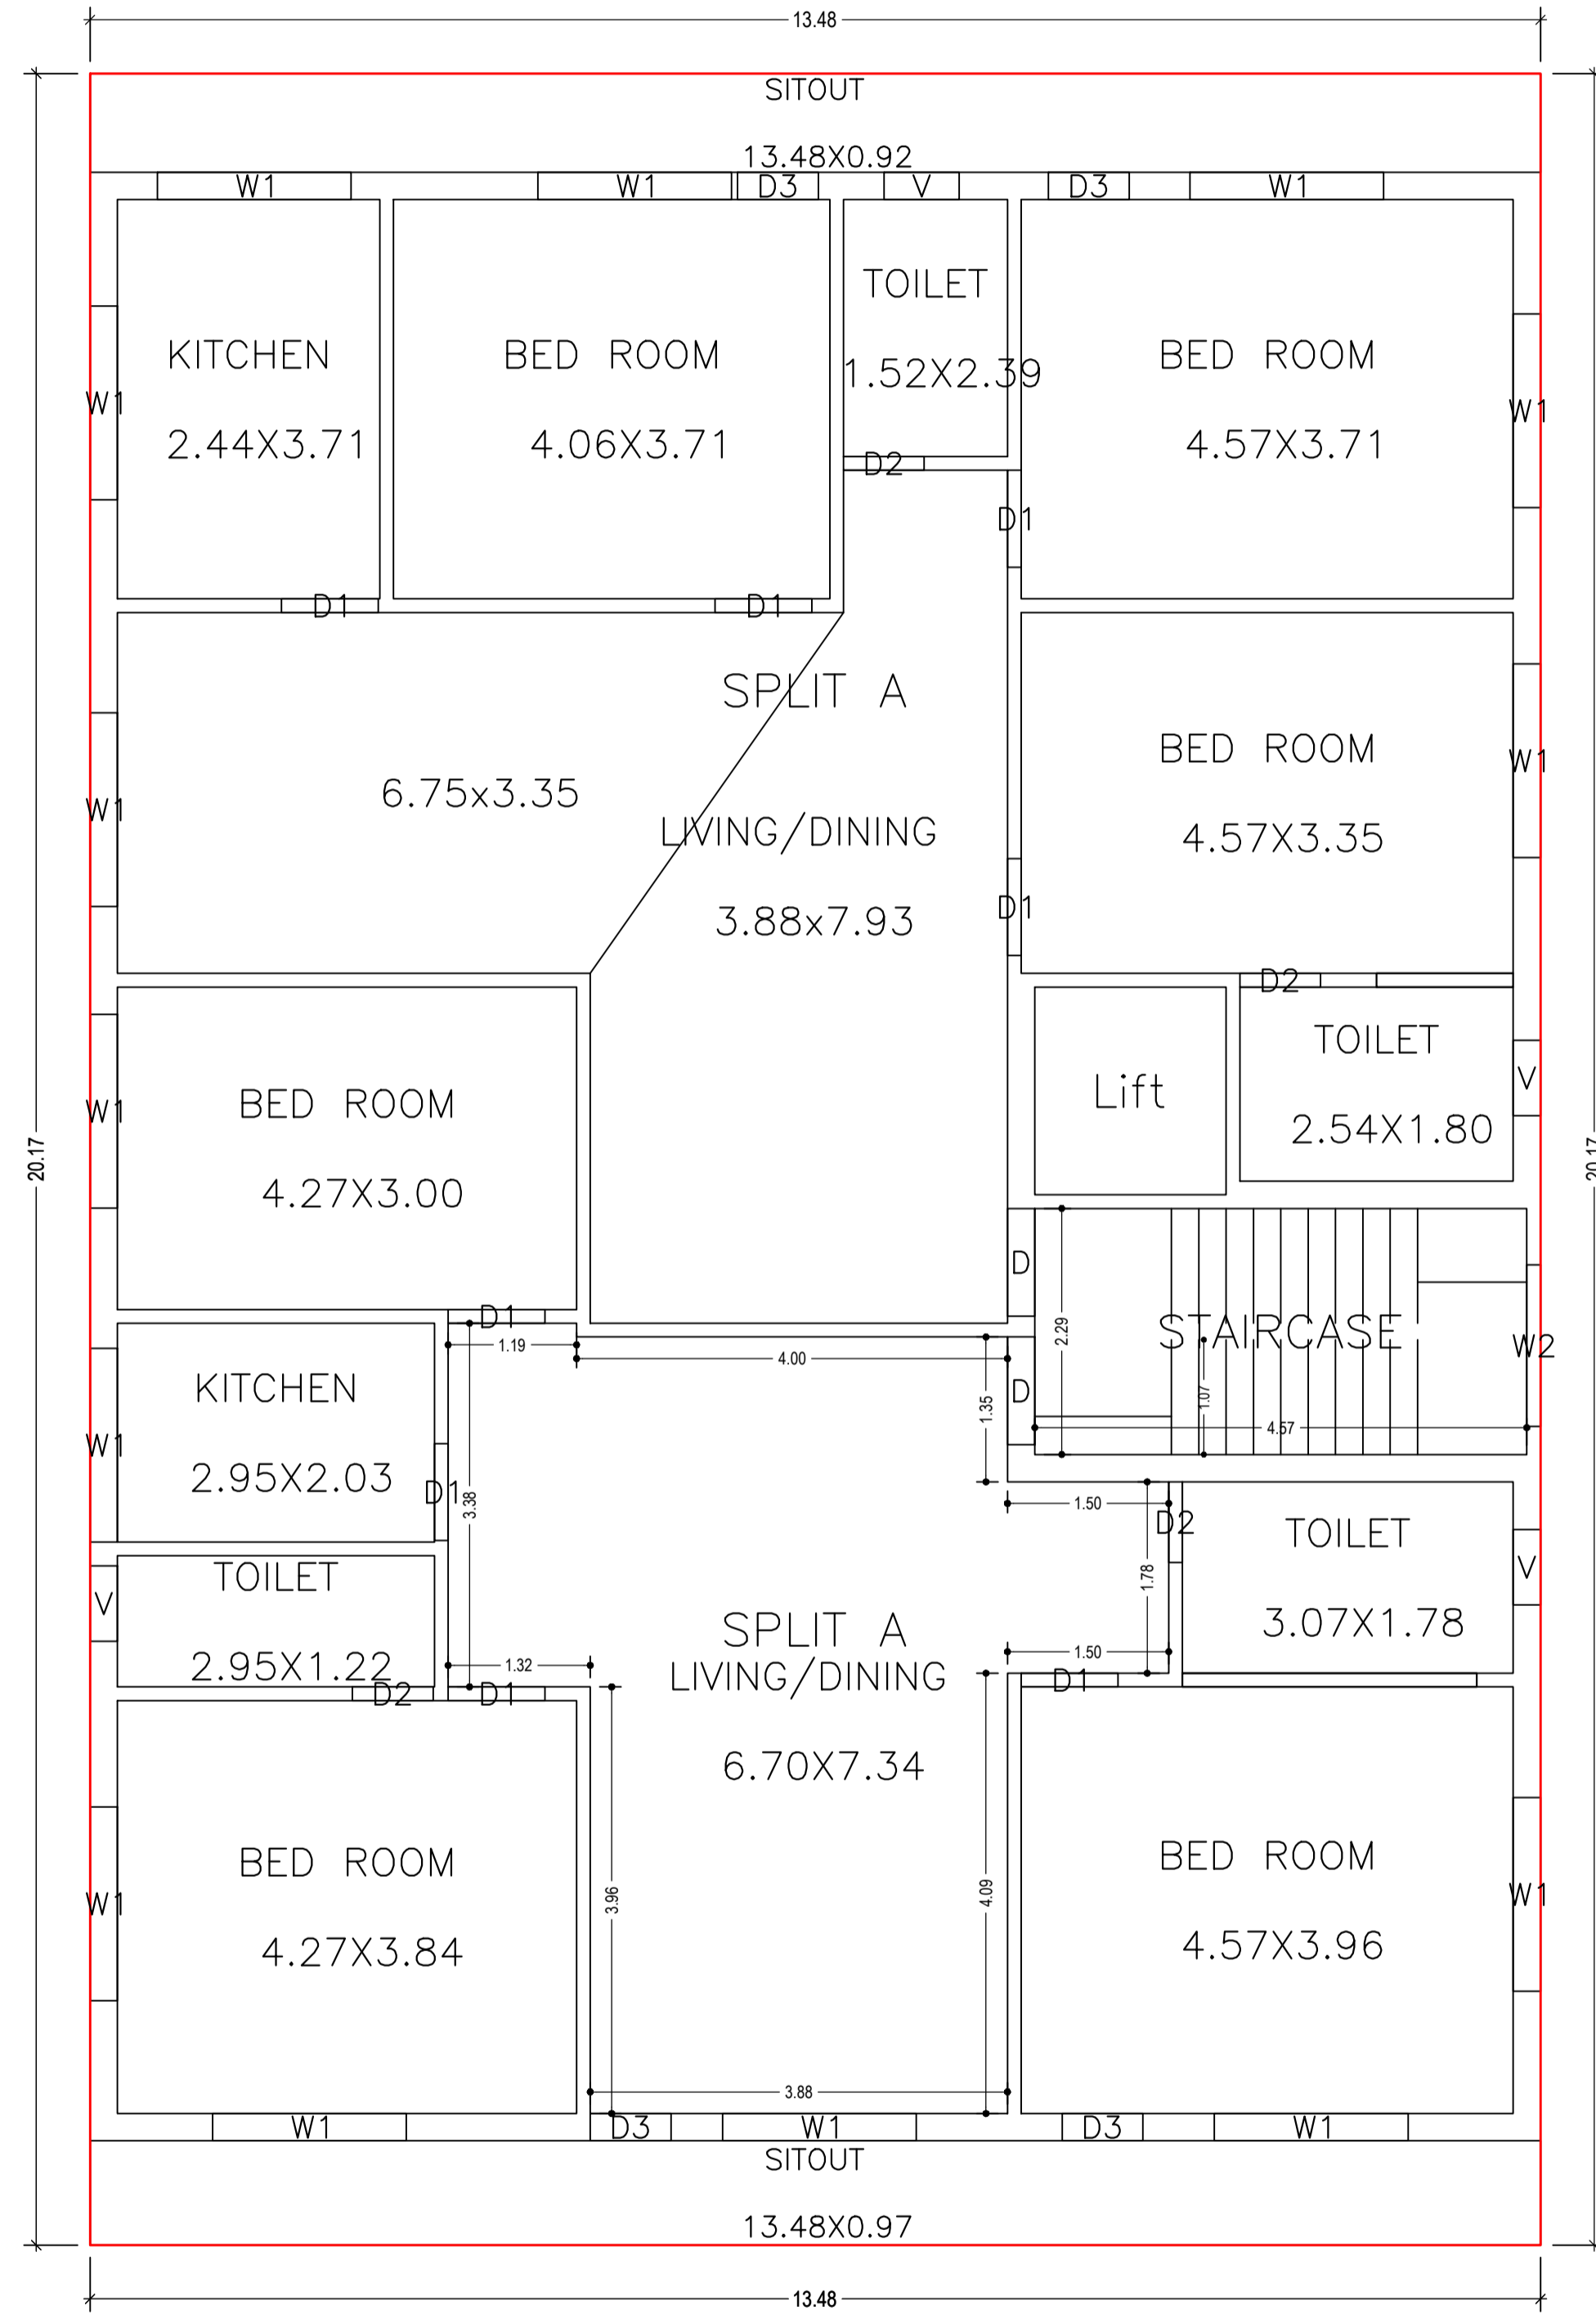 13.48
SITOUT
13.48X0.92
W1
W1
D3
V
D3
W1
TOILET
1.52X2.39
KITCHEN
2.44X3.71
BED ROOM
4.06X3.71
BED ROOM
4.57X3.71
W1
W1
D2
D1
D1
D1
SPLIT A
6.75x3.35
LIVING/DINING
3.88x7.93
BED ROOM
4.57X3.35
W1
W1
D1
D2
TOILET
2.54X1.80
V
Lift
BED ROOM
4.27X3.00
W1
20.17
20.17
D
2.29
STAIRCASE
W2
D1
1.19
4.00
1.35
D
1.07
4.57
KITCHEN
2.95X2.03
W1
D1
3.38
1.50
D2
TOILET
3.07X1.78
V
1.78
TOILET
2.95X1.22
V
D2
1.32
D1
SPLIT A
LIVING/DINING
6.70X7.34
1.50
D1
BED ROOM
4.27X3.84
W1
3.96
4.09
BED ROOM
4.57X3.96
W1
3.88
W1
D3
W1
D3
W1
SITOUT
13.48X0.97
13.48